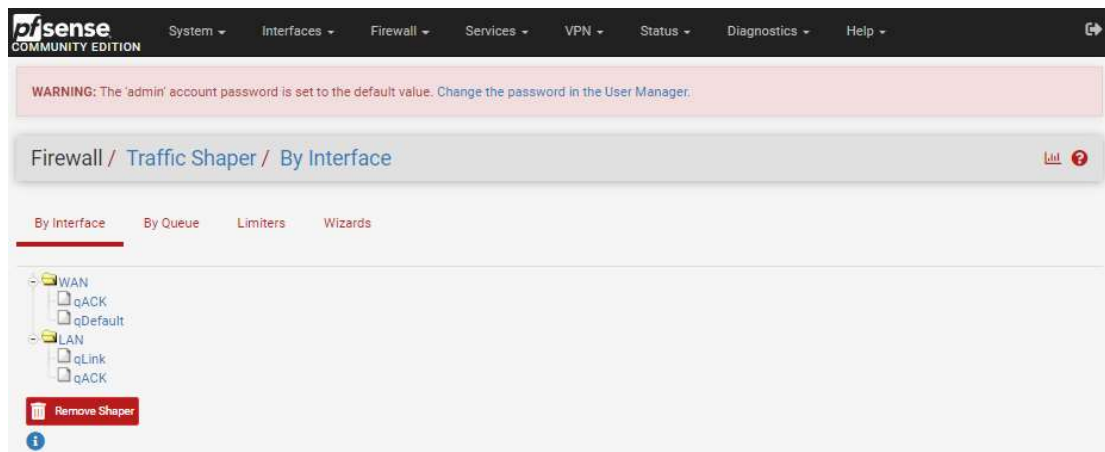 pfsense
COMMUNITY EDITION
System Interfaces Firewall Services VPN Status Diagnostics Help
WARNING: The 'admin' account password is set to the default value. Change the password in the User Manager.
Firewall / Traffic Shaper / By Interface
By Interface By Queue Limiters Wizards
WAN
qACK
qDefault
LAN
qLink
qACK
Remove Shaper